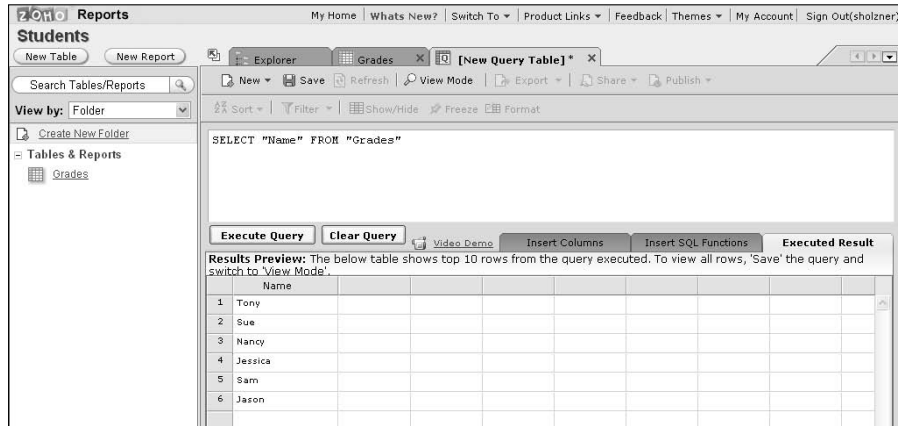 ZOHO Reports
My Home | Whats New? | Switch To | Product Links | Feedback | Themes | My Account | Sign Out(sholzner)
Students
New Table
New Report
Explorer
Grades X
[New Query Table]* X
Search Tables/Reports
New
Save
Refresh
View Mode
Export
Share
Publish
View by: Folder
Sort
Filter
Show/Hide
Freeze
Format
Create New Folder
Tables & Reports
Grades
SELECT "Name" FROM "Grades"
Execute Query
Clear Query
Video Demo
Insert Columns
Insert SQL Functions
Executed Result
Results Preview: The below table shows top 10 rows from the query executed. To view all rows, 'Save' the query and
switch to 'View Mode'.
Name
1 Tony
2 Sue
3 Nancy
4 Jessica
5 Sam
6 Jason